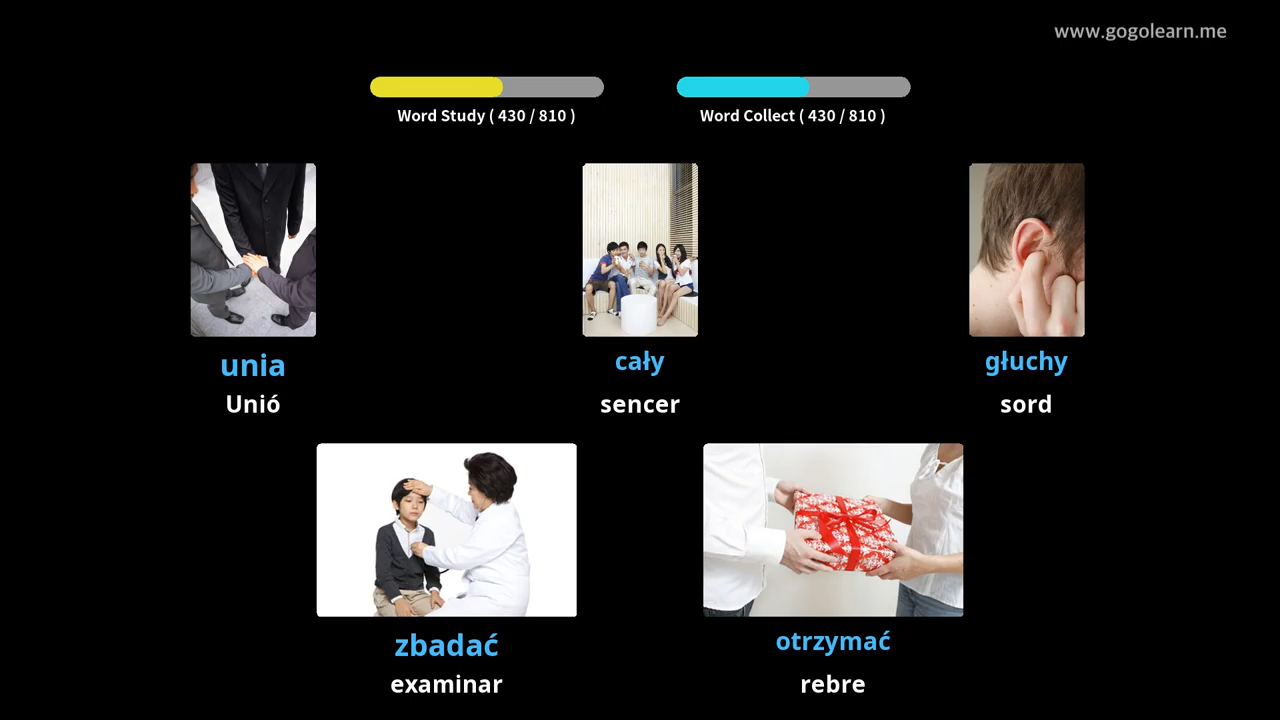 www.gogolearn.me
Word Study ( 430 / 810 )
Word Collect ( 430 / 810 )
unia
Unió
cały
sencer
głuchy
sord
zbadać
examinar
otrzymać
rebre